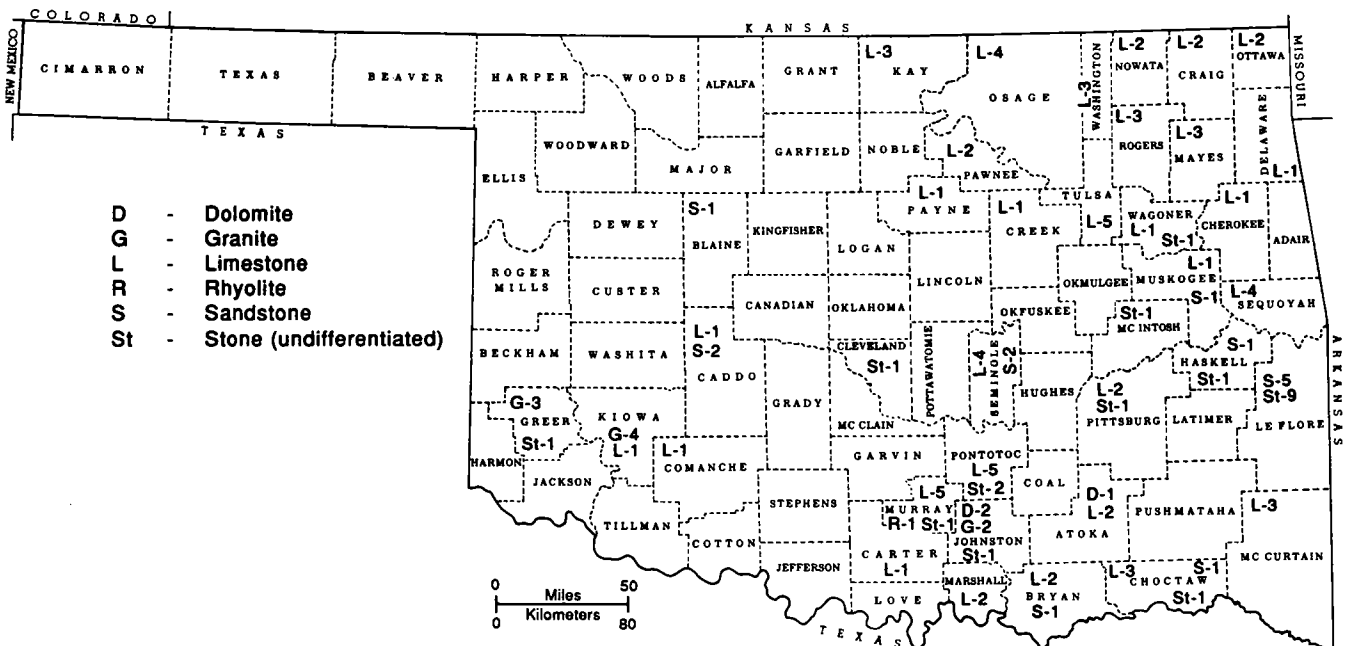 COLORADO
KANSAS
NEW MEXICO
MISSOURI
CIMARRON
TEXAS
BEAVER
HARPER
WOODS
ALFALFA
GRANT
L-3
KAY
L-4
OSAGE
L-3
WASHINGTON
L-2
NOWATA
L-2
CRAIG
L-2
OTTAWA
TEXAS
ELLIS
WOODWARD
MAJOR
GARFIELD
NOBLE
L-2
PAWNEE
L-3
ROGERS
L-3
MAYES
DELAWARE
L-1
D - Dolomite
G - Granite
L - Limestone
R - Rhyolite
S - Sandstone
St - Stone (undifferentiated)
DEWEY
S-1
BLAINE
KINGFISHER
LOGAN
L-1
PAYNE
L-1
CREEK
TULSA
L-5
WAGONER
L-1
St-1
L-1
CHEROKEE
ADAIR
ROGER
MILLS
CUSTER
CANADIAN
OKLAHOMA
LINCOLN
OKFUSKEE
OKMULGEE
L-1
MUSKOGEE
S-1
L-4
SEQUOYAH
BECKHAM
WASHITA
L-1
S-2
CADDO
GRADY
CLEVELAND
St-1
MC CLAIN
POTTAWATOMIE
L-4
SEMINOLE
S-2
HUGHES
St-1
MC INTOSH
S-1
HASKELL
St-1
L-2
St-1
PITTSBURG
LATIMER
S-5
St-9
LE FLORE
ARKANSAS
G-3
GREER
St-1
HARMON
JACKSON
KIOWA
G-4
L-1
L-1
COMANCHE
TILLMAN
COTTON
STEPHENS
JEFFERSON
GARVIN
L-5
MURRAY
R-1 St-1
PONTOTOC
L-5
St-2
COAL
D-2
G-2
JOHNSTON
St-1
D-1
L-2
ATOKA
PUSHMATAHA
L-3
MC CURTAIN
CARTER
L-1
LOVE
MARSHALL
L-2
L-2
BRYAN
S-1
L-3
CHOCTAW
S-1
St-1
0 50
Miles
Kilometers
0 80
TEXAS